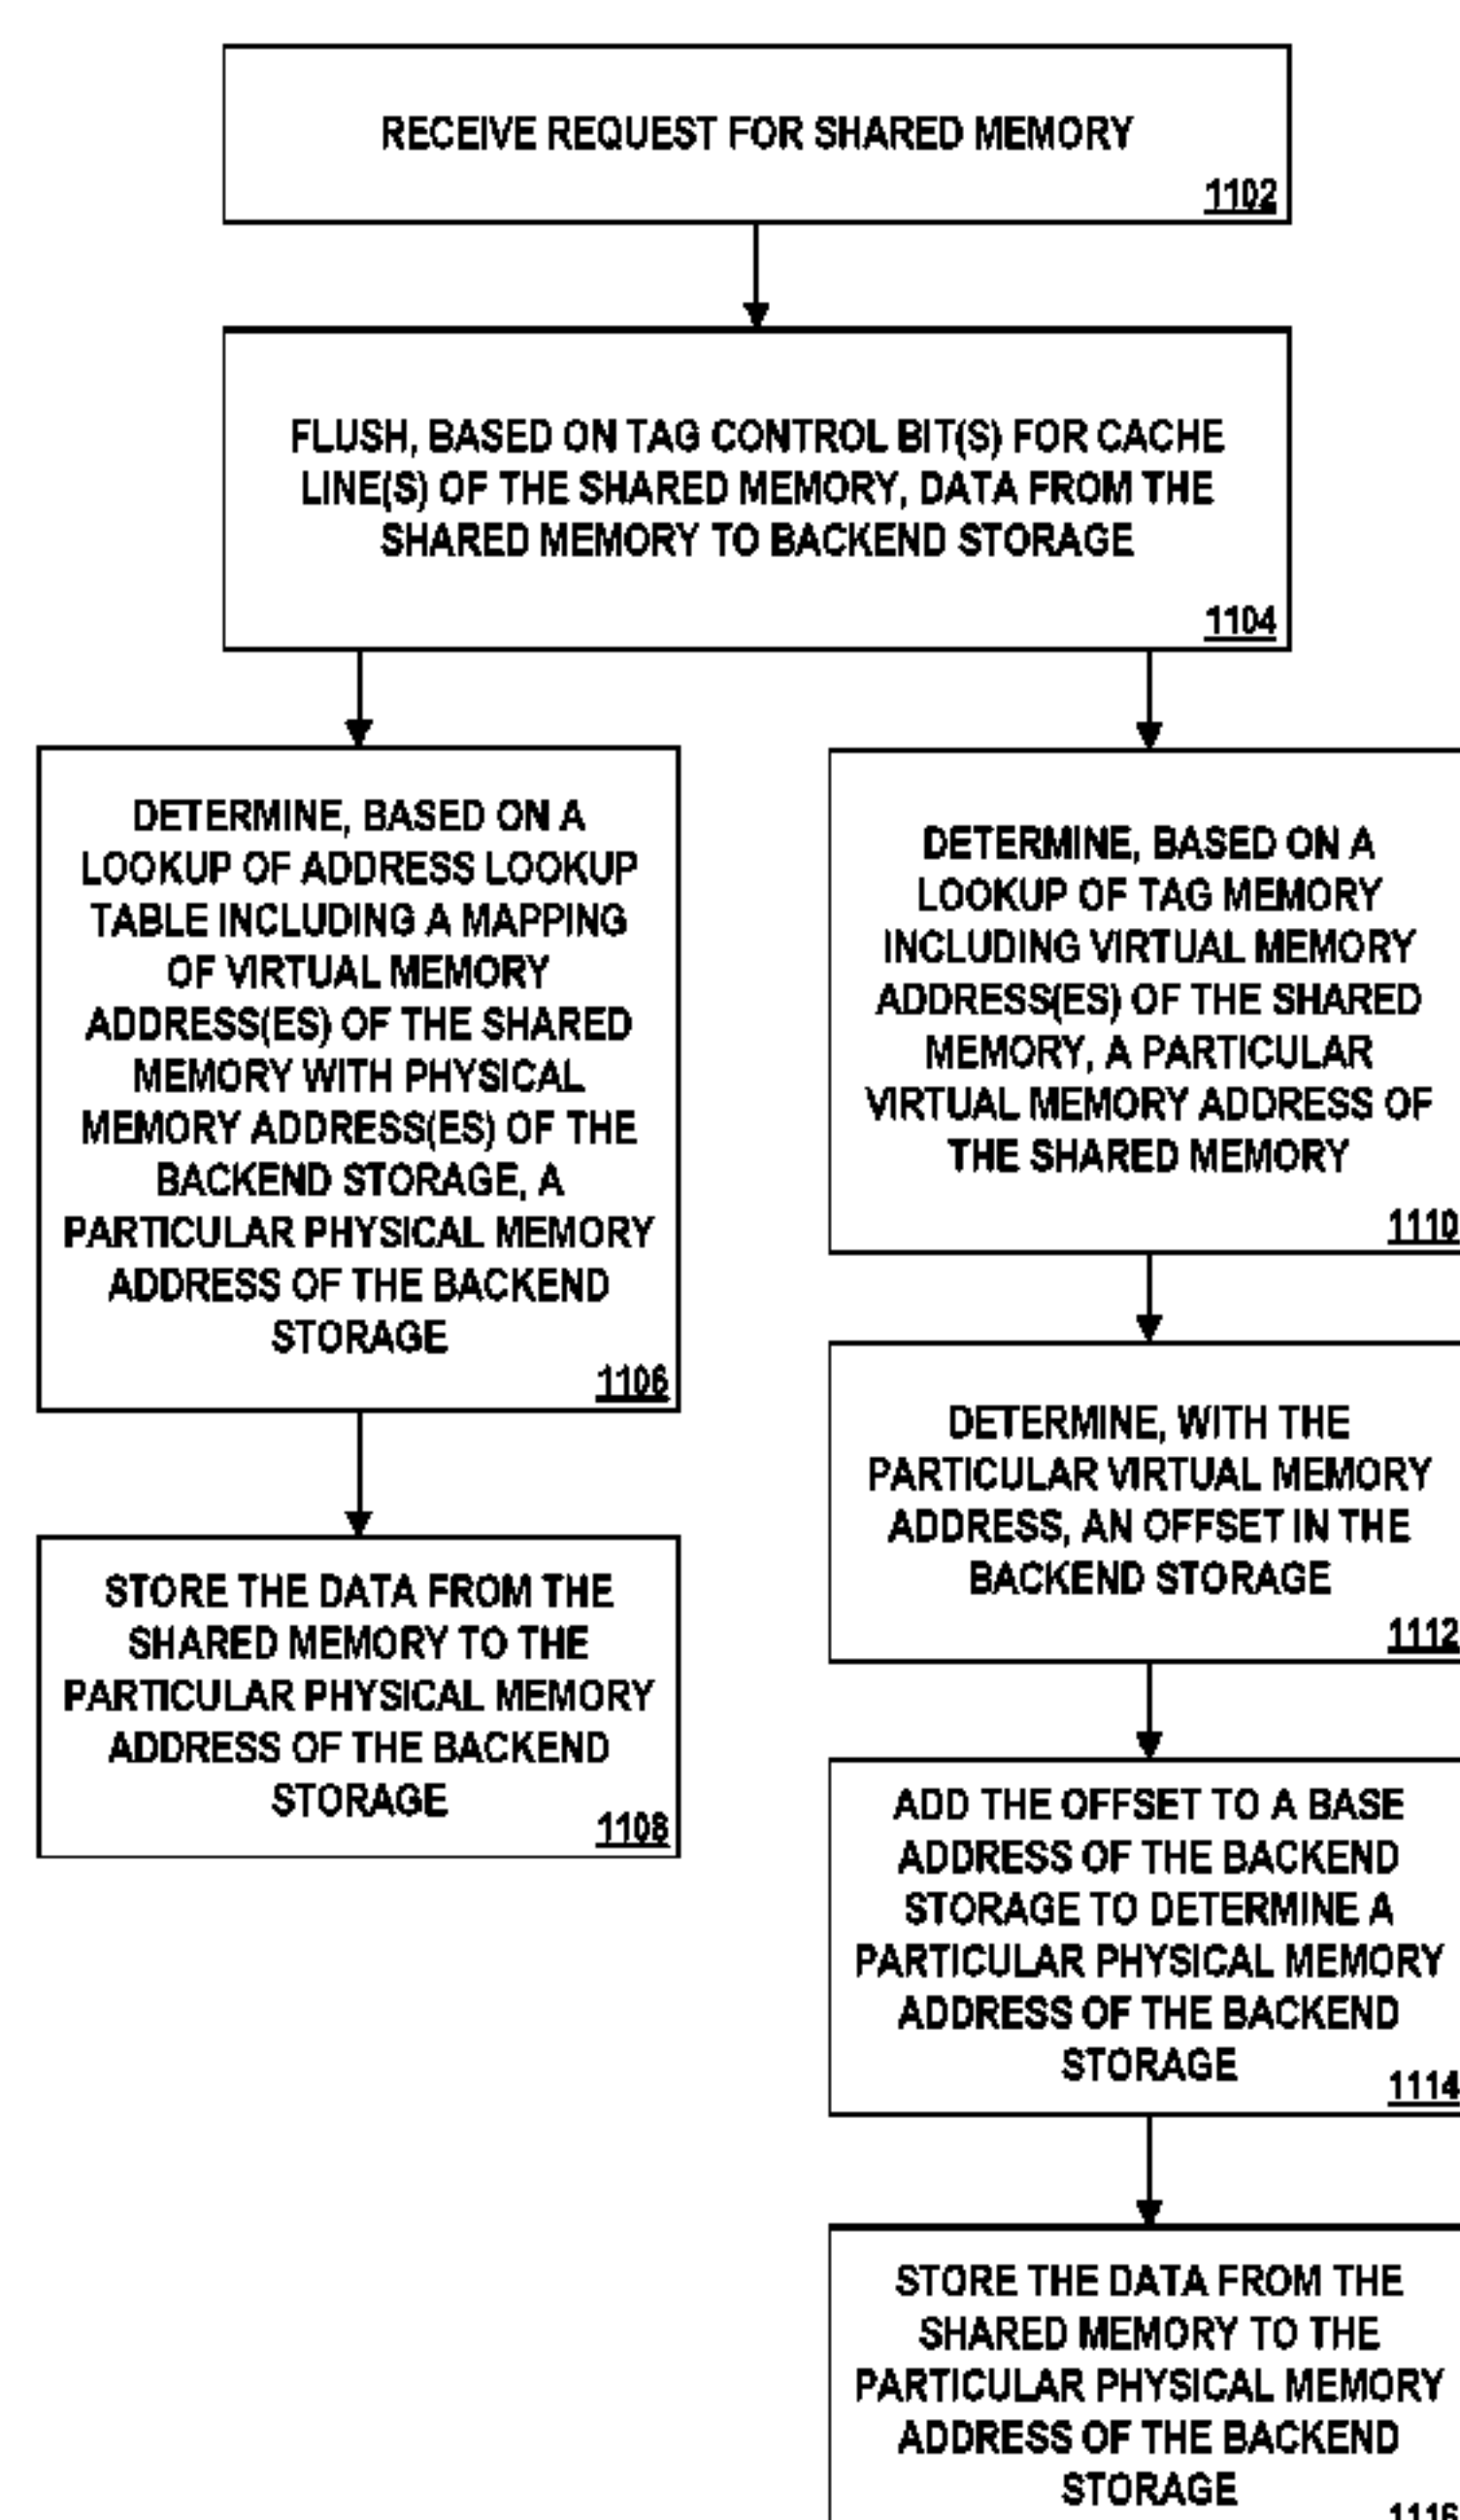 RECEIVE REQUEST FOR SHARED MEMORY
1102
FLUSH, BASED ON TAG CONTROL BIT(S) FOR CACHE
LINE(S) OF THE SHARED MEMORY, DATA FROM THE
SHARED MEMORY TO BACKEND STORAGE
1104
DETERMINE, BASED ON A
LOOKUP OF ADDRESS LOOKUP
TABLE INCLUDING A MAPPING
OF VIRTUAL MEMORY
ADDRESS(ES) OF THE SHARED
MEMORY WITH PHYSICAL
MEMORY ADDRESS(ES) OF THE
BACKEND STORAGE, A
PARTICULAR PHYSICAL MEMORY
ADDRESS OF THE BACKEND
STORAGE
1106
STORE THE DATA FROM THE
SHARED MEMORY TO THE
PARTICULAR PHYSICAL MEMORY
ADDRESS OF THE BACKEND
STORAGE
1108
DETERMINE, BASED ON A
LOOKUP OF TAG MEMORY
INCLUDING VIRTUAL MEMORY
ADDRESS(ES) OF THE SHARED
MEMORY, A PARTICULAR
VIRTUAL MEMORY ADDRESS OF
THE SHARED MEMORY
1110
DETERMINE, WITH THE
PARTICULAR VIRTUAL MEMORY
ADDRESS, AN OFFSET IN THE
BACKEND STORAGE
1112
ADD THE OFFSET TO A BASE
ADDRESS OF THE BACKEND
STORAGE TO DETERMINE A
PARTICULAR PHYSICAL MEMORY
ADDRESS OF THE BACKEND
STORAGE
1114
STORE THE DATA FROM THE
SHARED MEMORY TO THE
PARTICULAR PHYSICAL MEMORY
ADDRESS OF THE BACKEND
STORAGE
1116